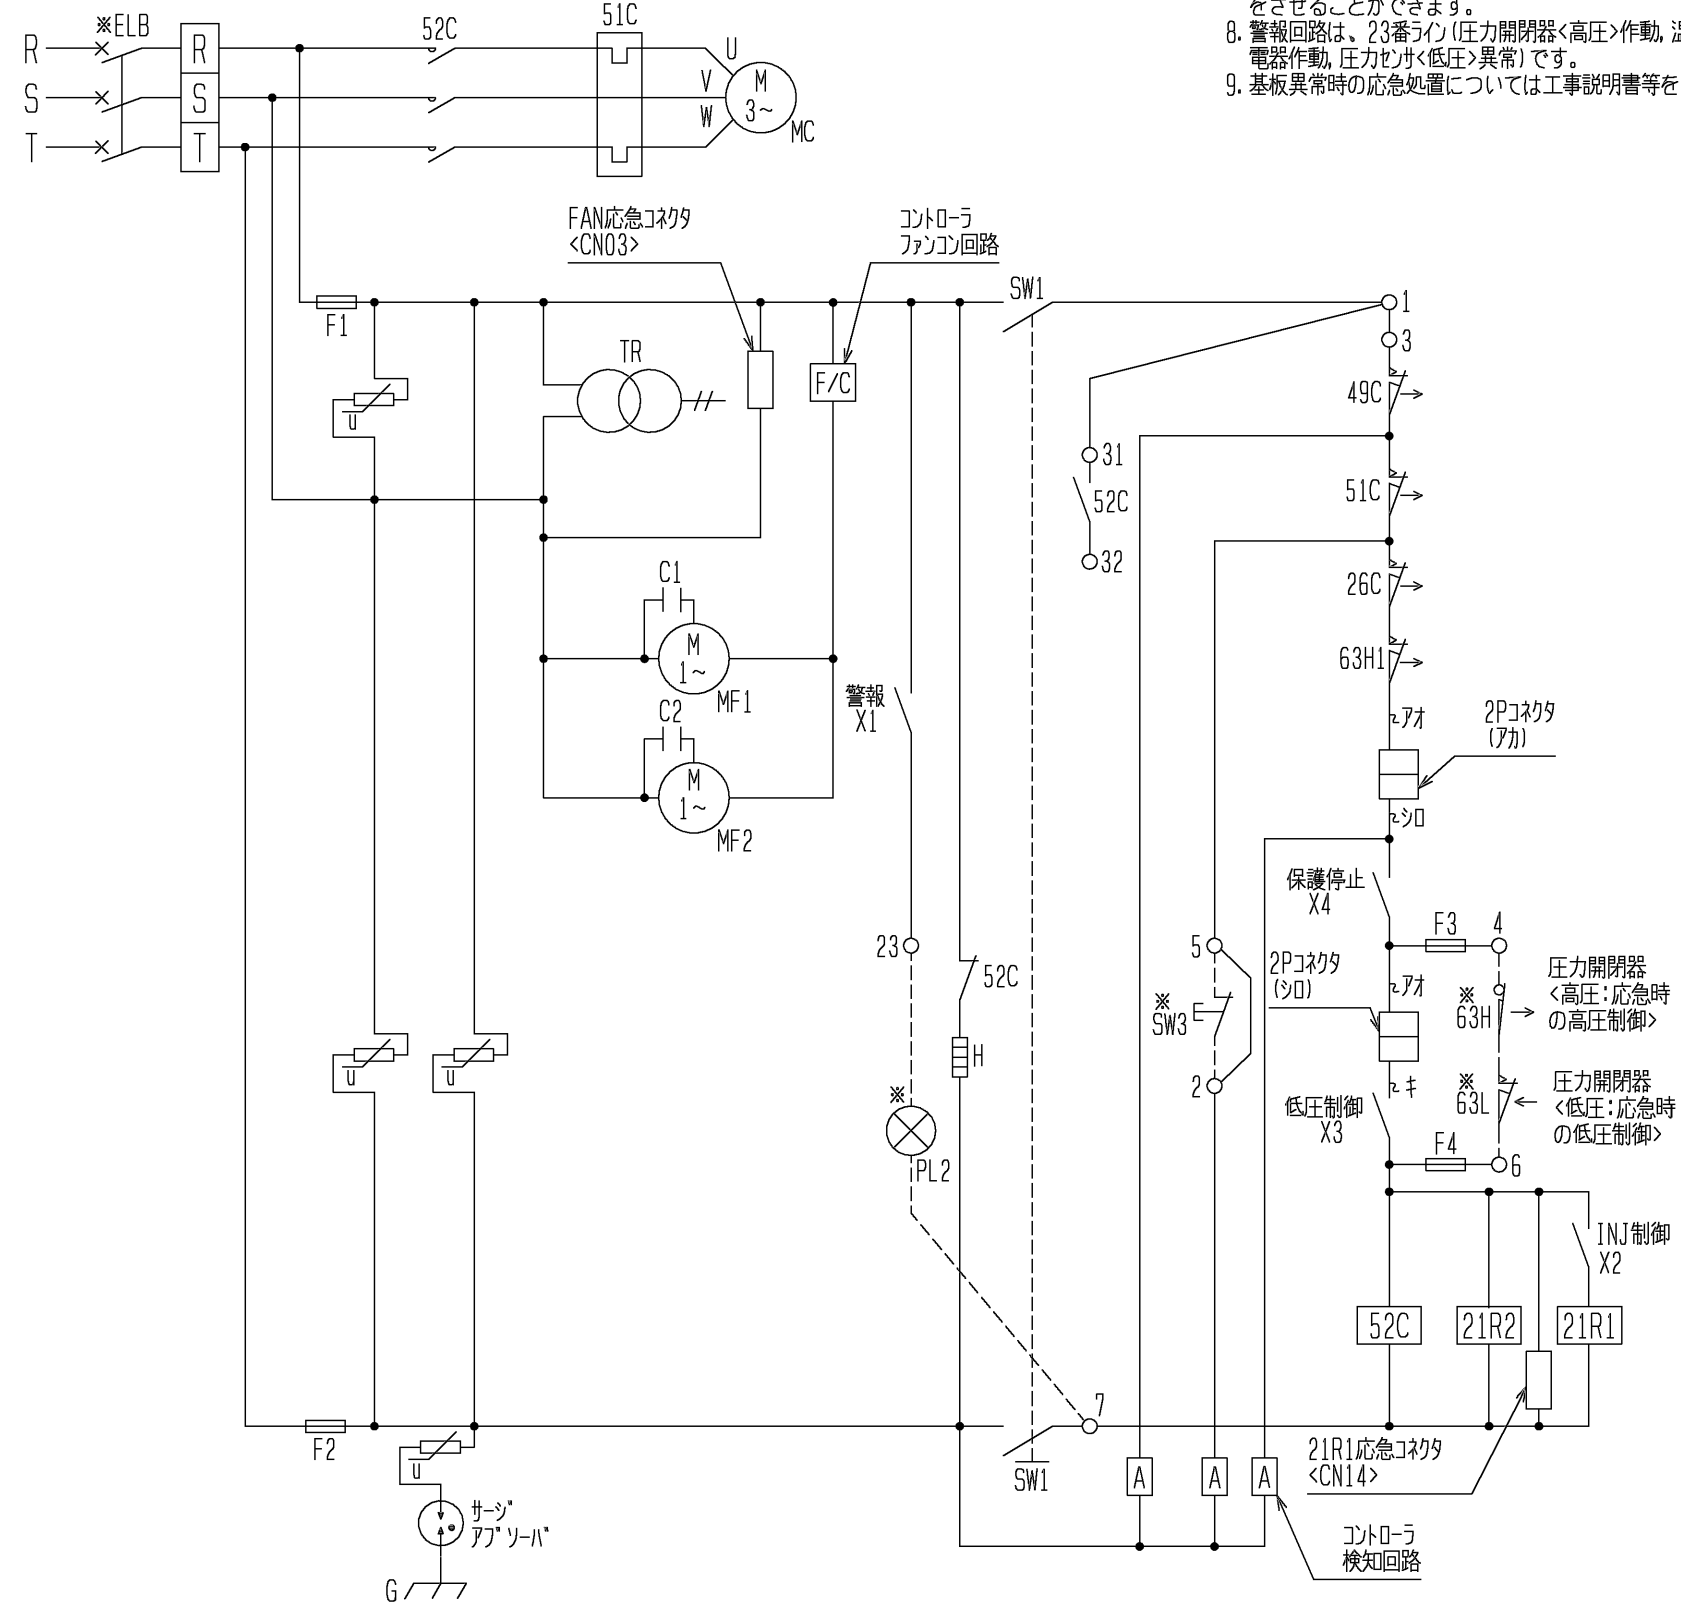 をさせることができます。
8. 警報回路は、23番ライン(圧力開閉器<高圧>作動, 温
電器作動, 圧力センサ<低圧>異常)です。
9. 基板異常時の応急処置については工事説明書等を
※ELB
52C
51C
R
R
S
S
T
T
U
V
W
M
3~
MC
FAN応急コネクタ
<CN03>
コントローラ
ファンコン回路
F1
SW1
1
3
TR
F/C
49C
u
31
52C
32
51C
26C
C1
M
1~
MF1
63H1
警報
X1
C2
M
1~
MF2
アオ
2Pコネクタ
(アカ)
シロ
保護停止
X4
F3
4
23
52C
5
2Pコネクタ
(シロ)
アオ
※
63H
圧力開閉器
<高圧:応急時
の高圧制御>
※
SW3
H
u
u
2
キ
※
63L
圧力開閉器
<低圧:応急時
の低圧制御>
低圧制御
X3
※
PL2
F4
6
INJ制御
X2
52C
21R2
21R1
7
F2
SW1
21R1応急コネクタ
<CN14>
u
A
A
A
サージ
アブソーバ
コントローラ
検知回路
G